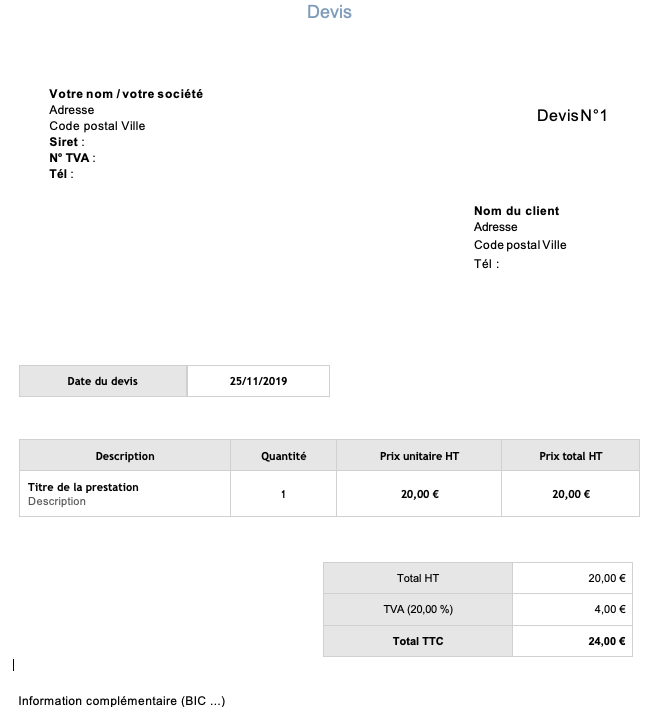 Devis
Votre nom / votre société
Adresse
Code postal Ville
Siret :
N° TVA :
Tél :
Devis N°1
Nom du client
Adresse
Code postal Ville
Tél :
Date du devis 25/11/2019
Description Quantité Prix unitaire HT Prix total HT
Titre de la prestation
Description
1 20,00 € 20,00 €
Total HT 20,00 €
TVA (20,00 %) 4,00 €
Total TTC 24,00 €
Information complémentaire (BIC ...)